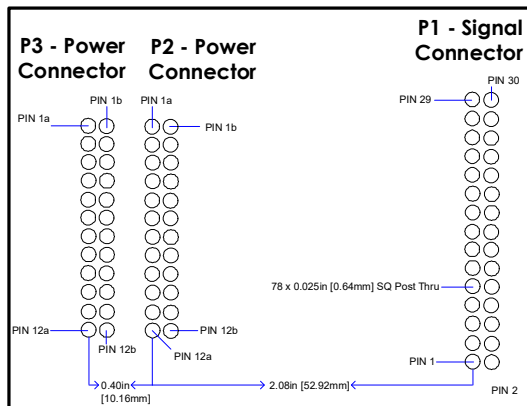 P3 - Power
Connector
P2 - Power
Connector
P1 - Signal
Connector
PIN 1b
PIN 1a
PIN 1a
PIN 1b
PIN 30
PIN 29
78 x 0.025in [0.64mm] SQ Post Thru
PIN 12a
PIN 12b
PIN 12b
PIN 12a
PIN 1
PIN 2
0.40in
[10.16mm]
2.08in [52.92mm]